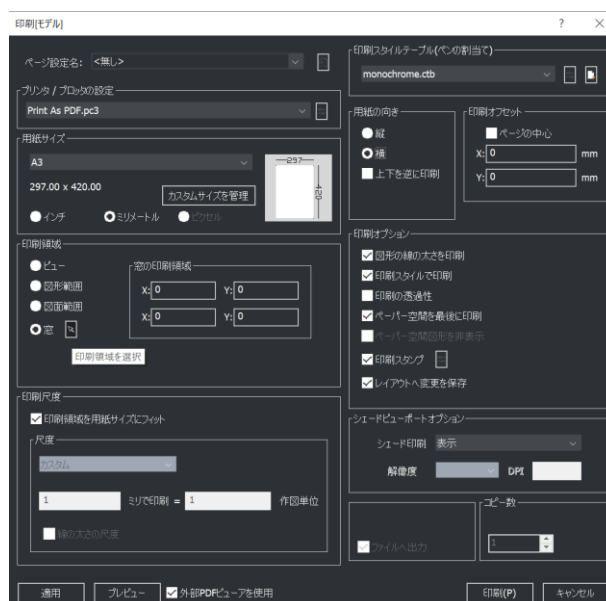 印刷[モデル]
? ×
ページ設定名: <無し>
プリンタ / プロッタの設定
Print As PDF.pc3
用紙サイズ
A3
297.00 x 420.00
カスタムサイズを管理
297
420
インチ ミリメートル ピクセル
印刷領域
ビュー
図形範囲
図面範囲
窓
窓の印刷領域
X: 0 Y: 0
X: 0 Y: 0
印刷領域を選択
印刷尺度
印刷領域を用紙サイズにフィット
尺度
カスタム
1 ミリで印刷 = 1 作図単位
線の太さの尺度
適用 プレビュー 外部PDFビューアを使用
印刷スタイルテーブル(ペンの割当て)
monochrome.ctb
用紙の向き
縦
横
上下を逆に印刷
印刷オフセット
ページの中心
X: 0 mm
Y: 0 mm
印刷オプション
図形の線の太さを印刷
印刷スタイルで印刷
印刷の透過性
ペーパー空間を最後に印刷
ペーパー空間図形を非表示
印刷スタンプ
レイアウトへ変更を保存
シェードビューポートオプション
シェード印刷 表示
解像度 DPI
ファイルへ出力
コピー数
1
印刷(P) キャンセル